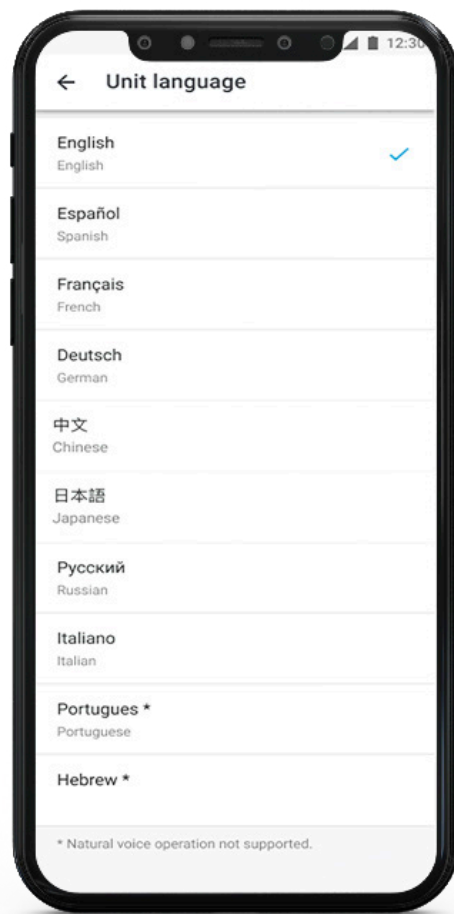 12:30
Unit language
English
English
Español
Spanish
Français
French
Deutsch
German
中文
Chinese
日本語
Japanese
Русский
Russian
Italiano
Italian
Portugues *
Portuguese
Hebrew *
* Natural voice operation not supported.